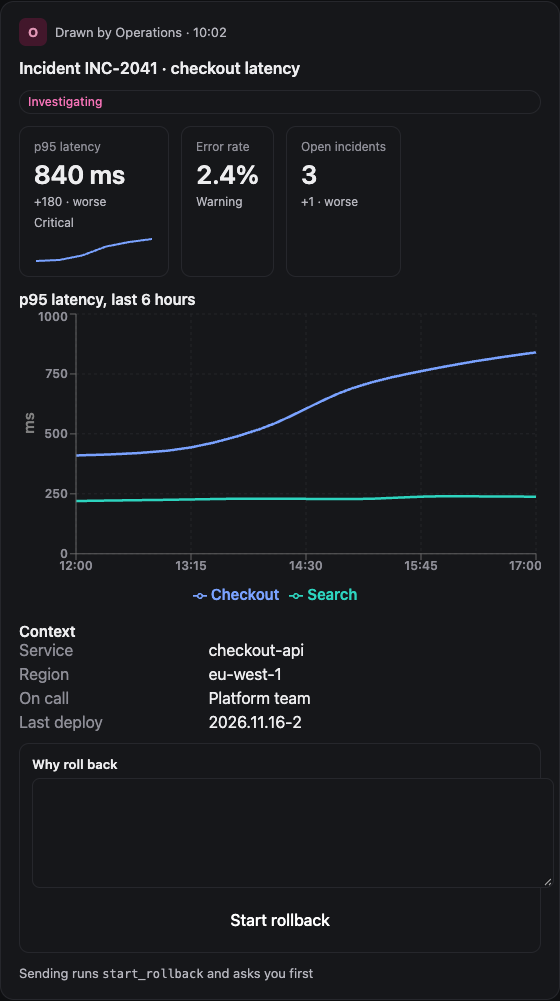 O
Drawn by Operations · 10:02
Incident INC-2041 · checkout latency
Investigating
p95 latency
840 ms
+180 · worse
Critical
Error rate
2.4%
Warning
Open incidents
3
+1 · worse
p95 latency, last 6 hours
1000
750
500
250
0
ms
12:00 13:15 14:30 15:45 17:00
Checkout Search
Context
Service checkout-api
Region eu-west-1
On call Platform team
Last deploy 2026.11.16-2
Why roll back
Start rollback
Sending runs start_rollback and asks you first